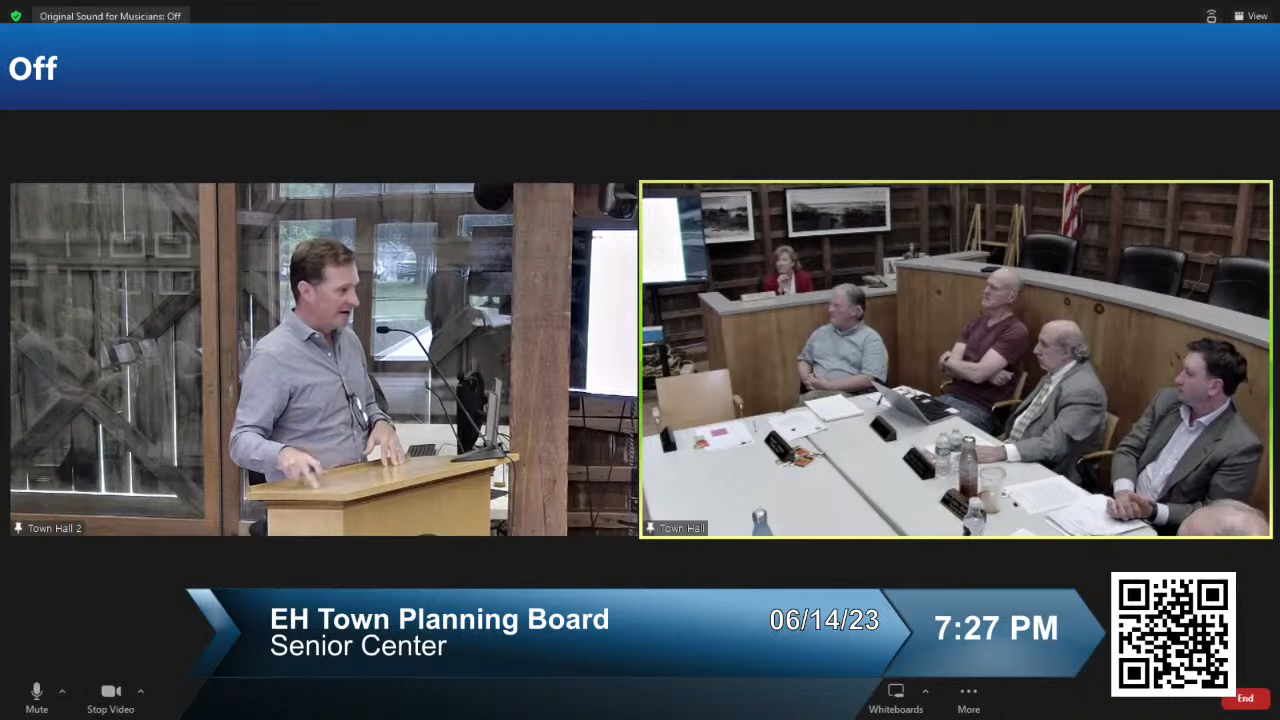 Original Sound for Musicians: Off
View
Off
Town Hall 2
Town Hall
EH Town Planning Board
Senior Center
06/14/23
7:27 PM
Mute
Stop Video
Whiteboards
More
End